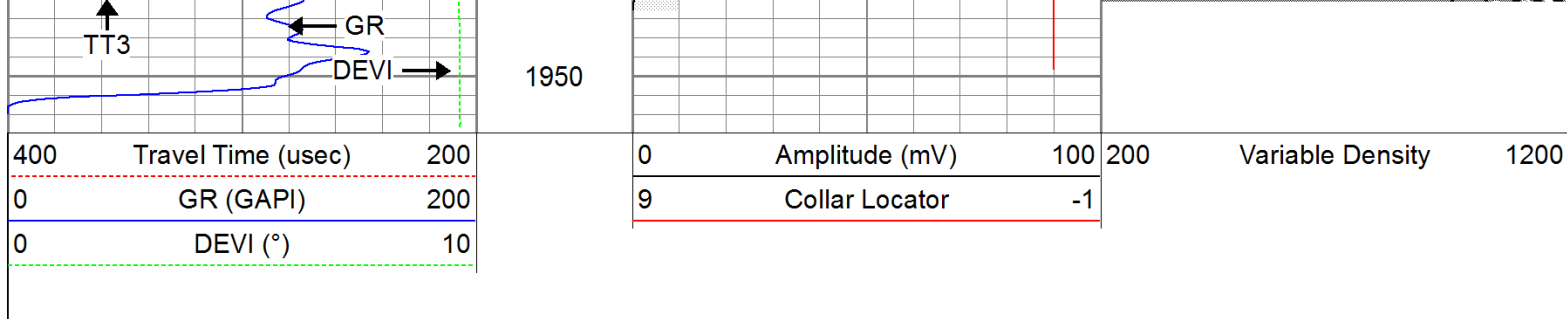 GR
TT3
DEVI
1950
400 Travel Time (usec) 200
0 Amplitude (mV) 100
200 Variable Density 1200
0 GR (GAPI) 200
9 Collar Locator -1
0 DEVI (°) 10